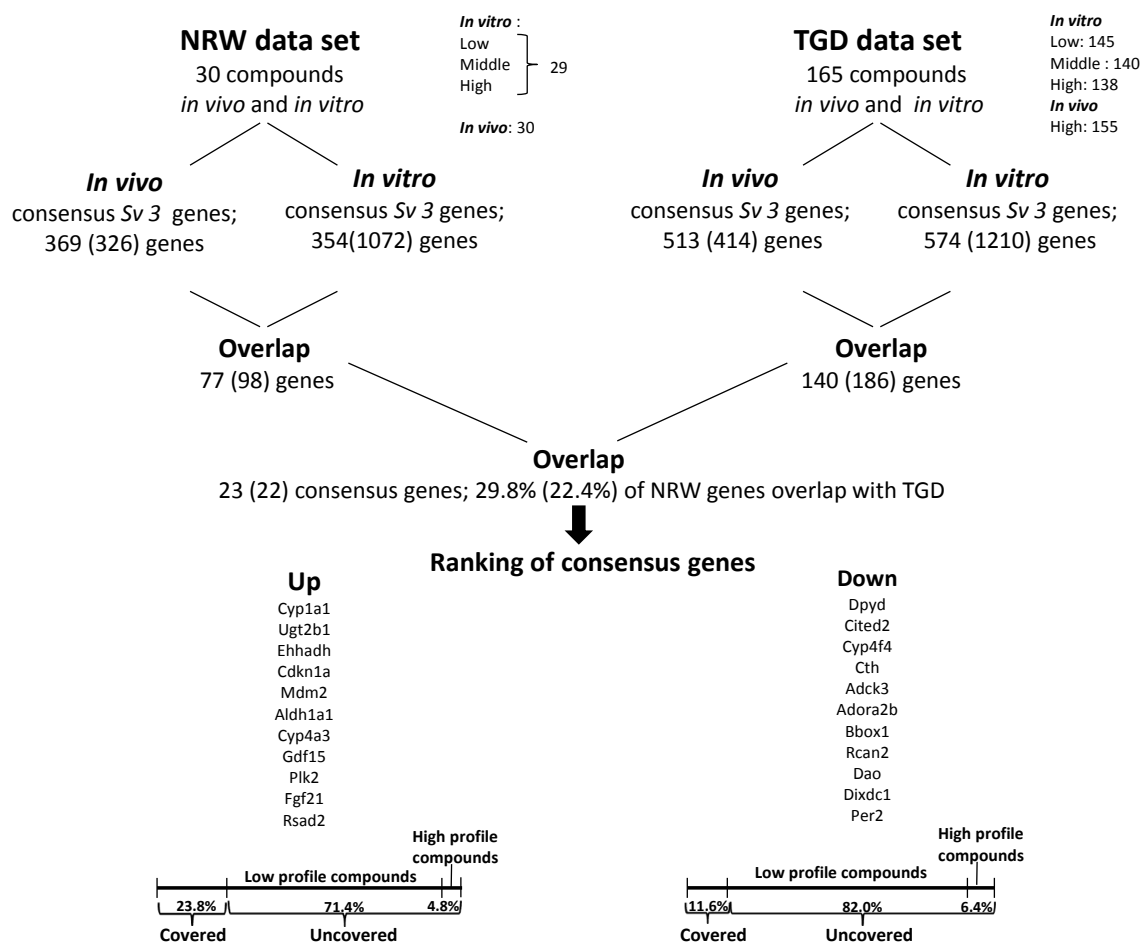 NRW data set
30 compounds
in vivo and in vitro
In vitro :
Low
Middle
High
29
In vivo: 30
TGD data set
165 compounds
in vivo and in vitro
In vitro
Low: 145
Middle : 140
High: 138
In vivo
High: 155
In vivo
consensus Sv 3 genes;
369 (326) genes
In vitro
consensus Sv 3 genes;
354(1072) genes
In vivo
consensus Sv 3 genes;
513 (414) genes
In vitro
consensus Sv 3 genes;
574 (1210) genes
Overlap
77 (98) genes
Overlap
140 (186) genes
Overlap
23 (22) consensus genes; 29.8% (22.4%) of NRW genes overlap with TGD
Ranking of consensus genes
Up
Cyp1a1
Ugt2b1
Ehhadh
Cdkn1a
Mdm2
Aldh1a1
Cyp4a3
Gdf15
Plk2
Fgf21
Rsad2
Down
Dpyd
Cited2
Cyp4f4
Cth
Adck3
Adora2b
Bbox1
Rcan2
Dao
Dixdc1
Per2
High profile
compounds
Low profile compounds
23.8%
71.4%
4.8%
Covered
Uncovered
High profile
compounds
Low profile compounds
11.6%
82.0%
6.4%
Covered
Uncovered